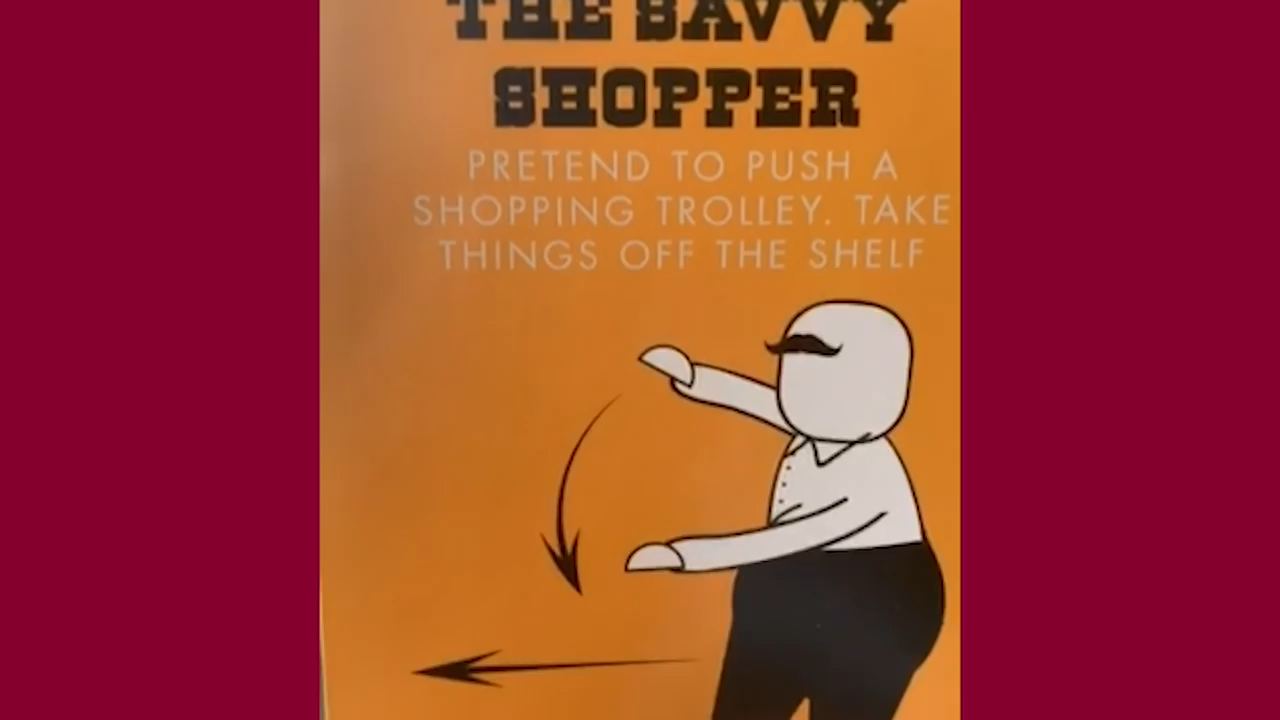 THE SAVVY
SHOPPER
PRETEND TO PUSH A
SHOPPING TROLLEY. TAKE
THINGS OFF THE SHELF